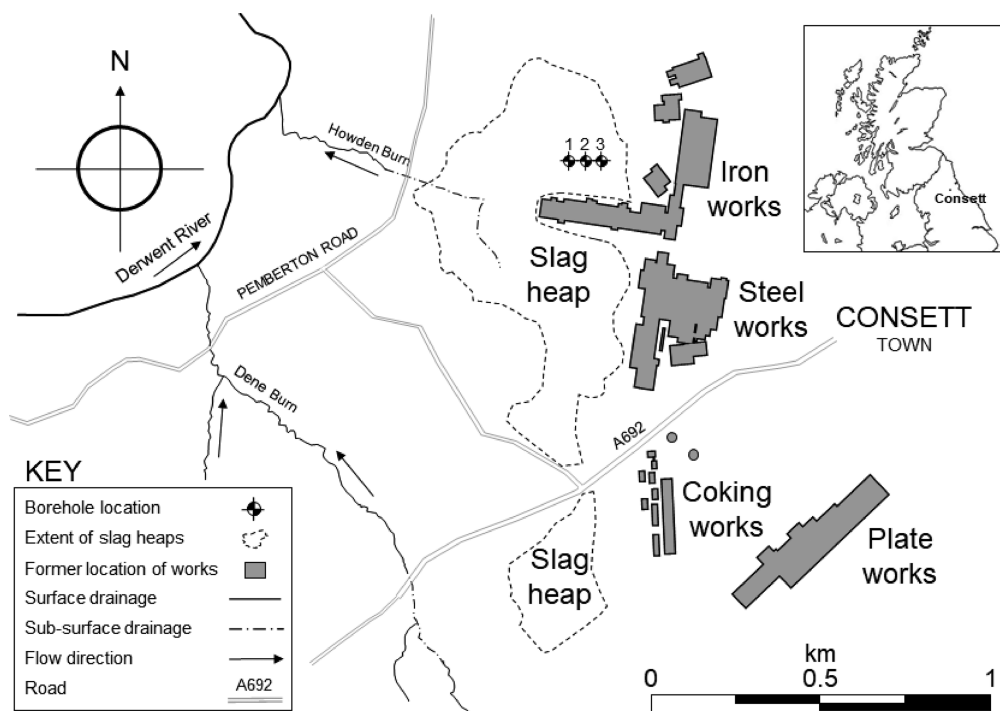 N
Howden Burn
1 2 3
Iron
works
Consett
Derwent River
PEMBERTON ROAD
Slag
heap
Steel
works
CONSETT
TOWN
Dene Burn
A692
KEY
Borehole location
Extent of slag heaps
Former location of works
Surface drainage
Sub-surface drainage
Flow direction
Road
A692
Coking
works
Slag
heap
Plate
works
km
0 0.5 1